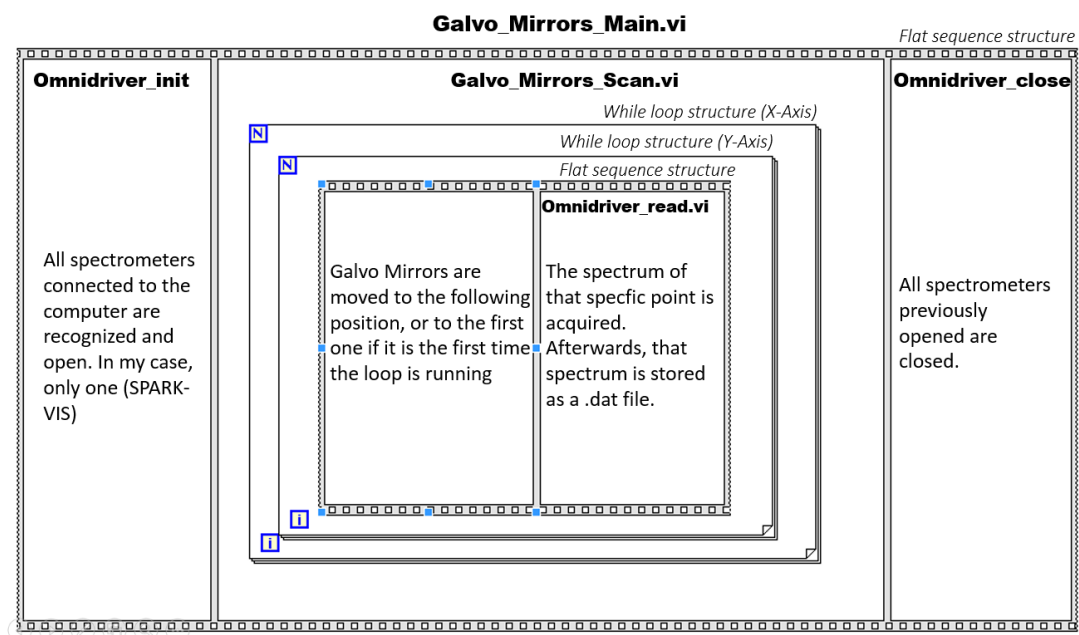 Galvo_Mirrors_Main.vi
Flat sequence structure
Omnidriver_init
Galvo_Mirrors_Scan.vi
Omnidriver_close
While loop structure (X-Axis)
N
While loop structure (Y-Axis)
N
Flat sequence structure
Omnidriver_read.vi
All spectrometers
connected to the
computer are
recognized and
open. In my case,
only one (SPARK-
VIS)
Galvo Mirrors are
moved to the following
position, or to the first
one if it is the first time
the loop is running
The spectrum of
that specfic point is
acquired.
Afterwards, that
spectrum is stored
as a .dat file.
All spectrometers
previously
opened are
closed.
i
i